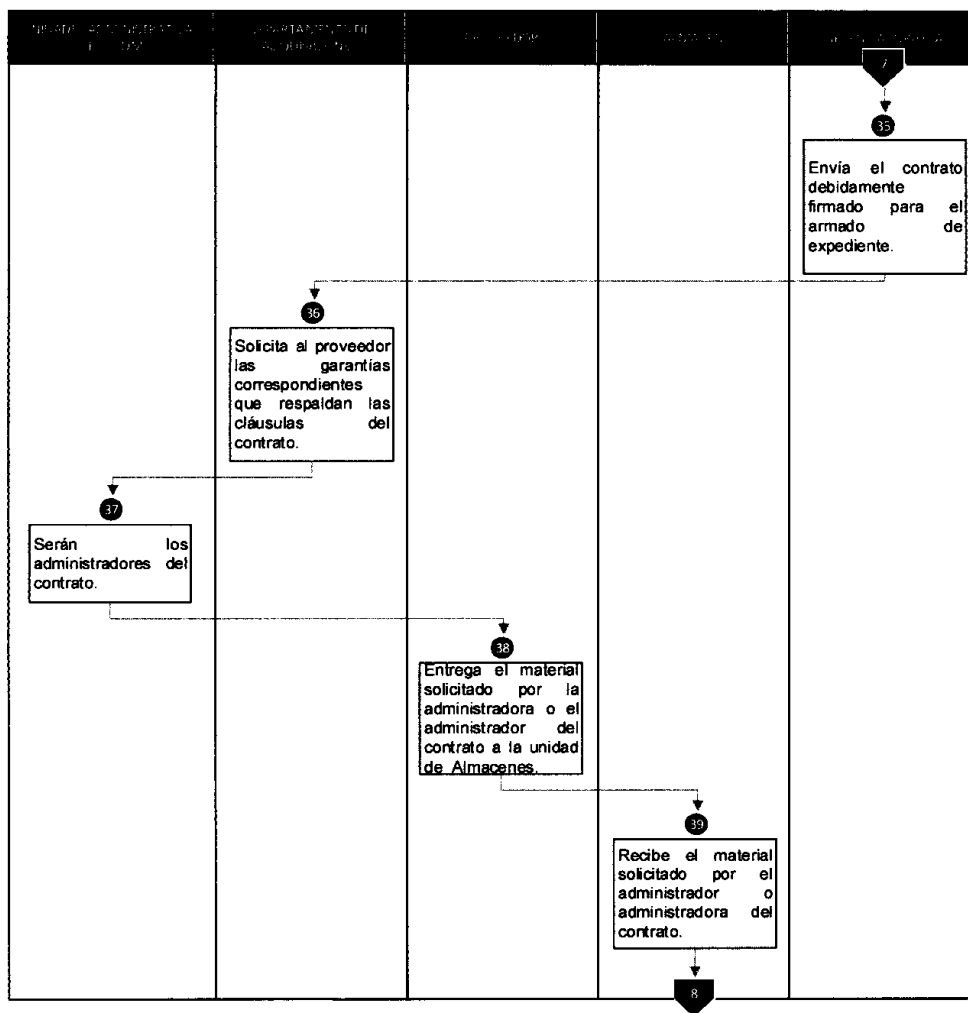 DEPARTAMENTO DE
7
35
Envía el contrato
debidamente
firmado para el
armado de
expediente.
36
Solicita al proveedor
las garantías
correspondientes
que respaldan las
cláusulas del
contrato.
37
Serán los
administradores del
contrato.
38
Entrega el material
solicitado por la
administradora o el
administrador del
contrato a la unidad
de Almacenes.
39
Recibe el material
solicitado por el
administrador o
administradora del
contrato.
8